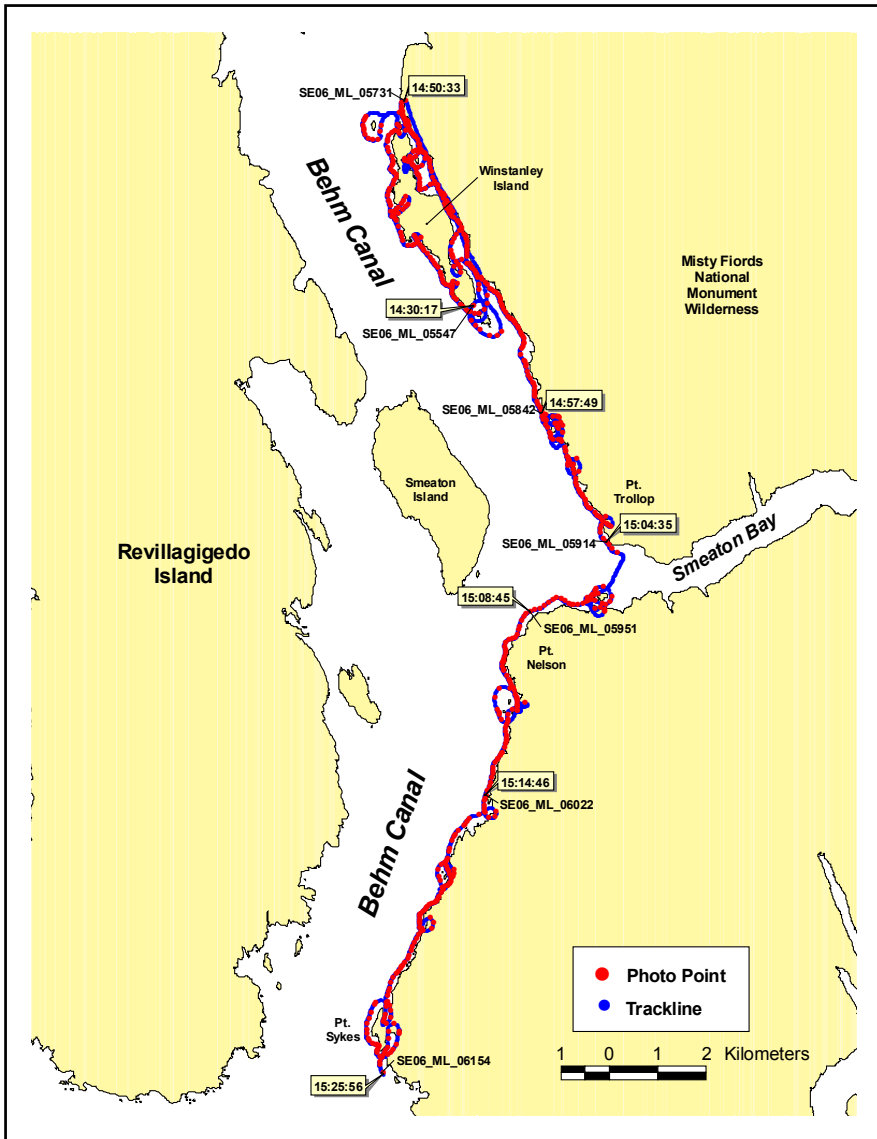 SE06_ML_05731
14:50:33
Winstanley
Island
Behm Canal
Misty Fiords
National
Monument
Wilderness
14:30:17
SE06_ML_05547
14:57:49
SE06_ML_05842
Smeaton
Island
Pt.
Trollop
15:04:35
SE06_ML_05914
Smeaton Bay
Revillagigedo
Island
15:08:45
SE06_ML_05951
Pt.
Nelson
15:14:46
SE06_ML_06022
Behm Canal
Photo Point
Trackline
Pt.
Sykes
1 0 1 2 Kilometers
SE06_ML_06154
15:25:56